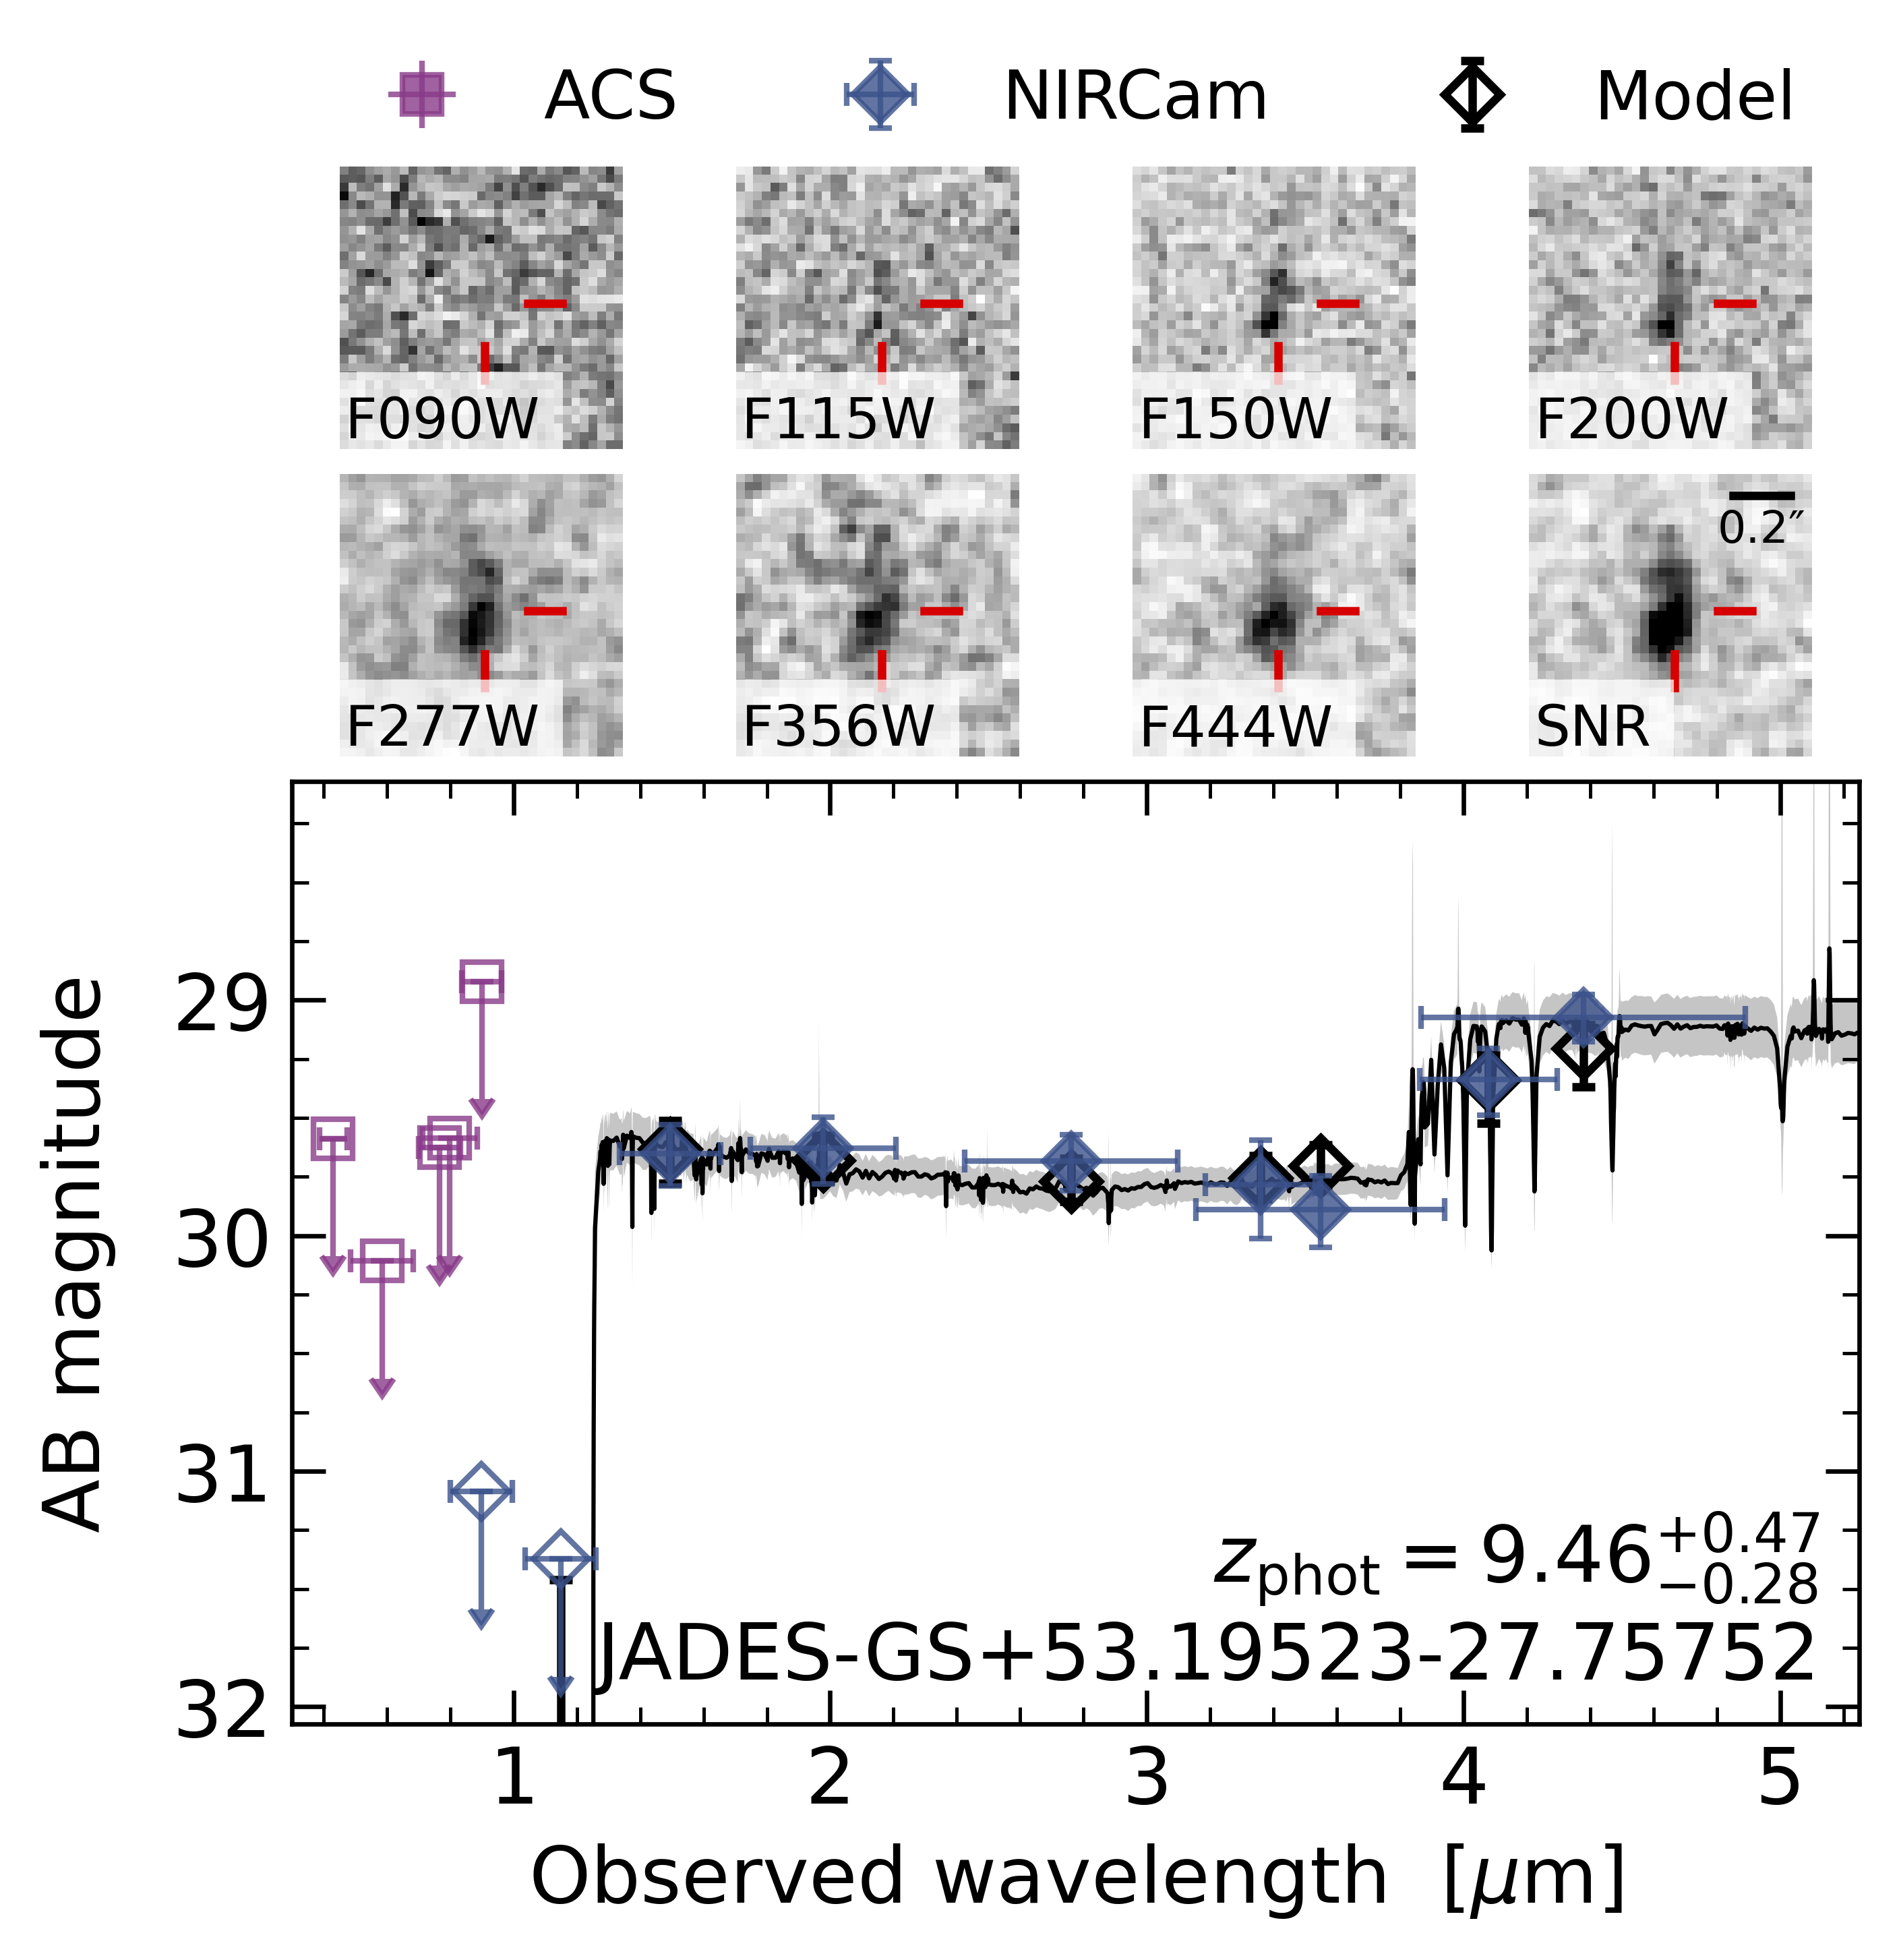 ACS NIRCam Model
F090W F115W F150W F200W
0.2″
F277W F356W F444W SNR
AB magnitude
29
30
31
32
z_phot = 9.46 +0.47 −0.28
JADES-GS+53.19523-27.75752
1 2 3 4 5
Observed wavelength [μm]